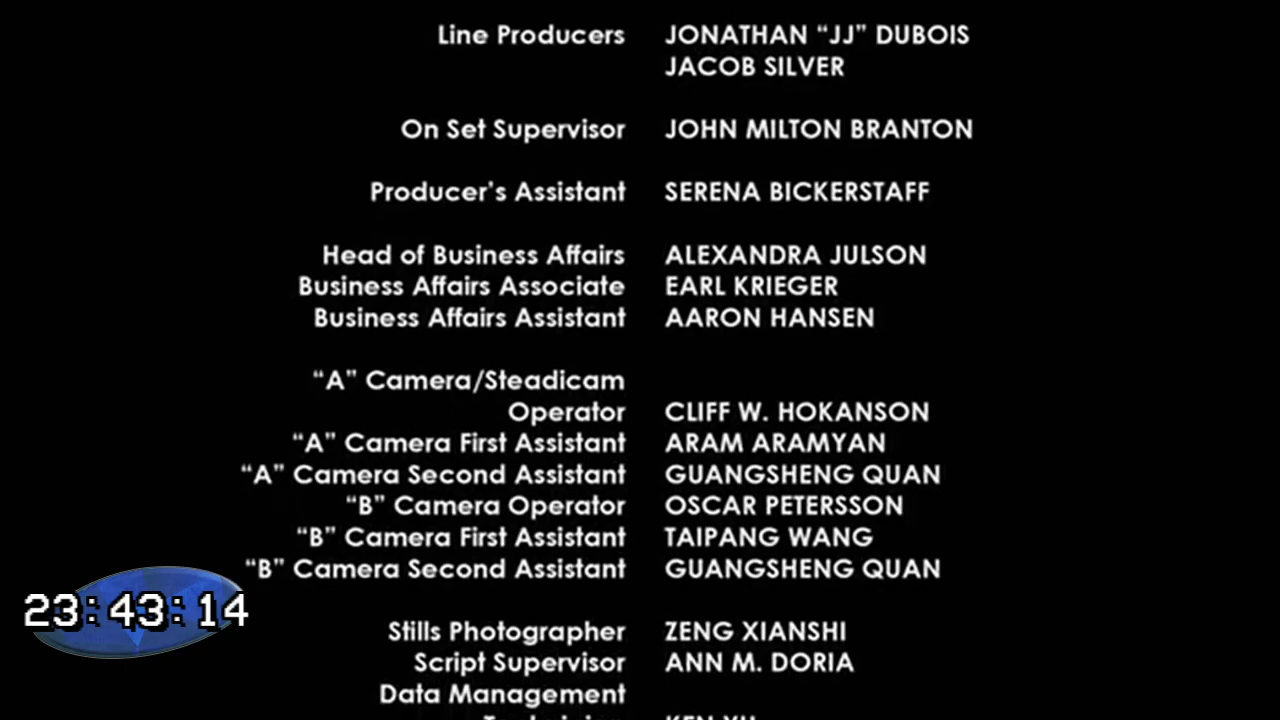 Line Producers JONATHAN “JJ” DUBOIS
JACOB SILVER
On Set Supervisor JOHN MILTON BRANTON
Producer's Assistant SERENA BICKERSTAFF
Head of Business Affairs ALEXANDRA JULSON
Business Affairs Associate EARL KRIEGER
Business Affairs Assistant AARON HANSEN
“A” Camera/Steadicam
Operator CLIFF W. HOKANSON
“A” Camera First Assistant ARAM ARAMYAN
“A” Camera Second Assistant GUANGSHENG QUAN
“B” Camera Operator OSCAR PETERSSON
“B” Camera First Assistant TAIPANG WANG
“B” Camera Second Assistant GUANGSHENG QUAN
23:43:14
Stills Photographer ZENG XIANSHI
Script Supervisor ANN M. DORIA
Data Management